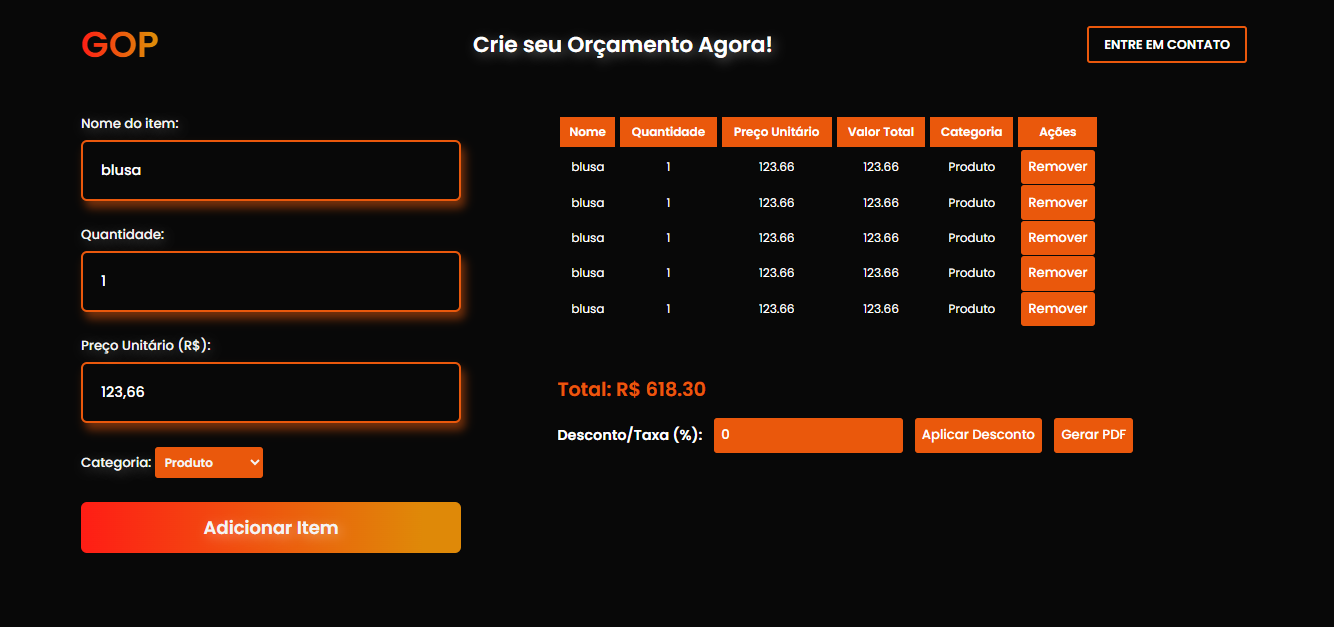 GOP
Crie seu Orçamento Agora!
ENTRE EM CONTATO
Nome do item:
blusa
Quantidade:
1
Preço Unitário (R$):
123,66
Categoria: Produto
Adicionar Item
Nome Quantidade Preço Unitário Valor Total Categoria Ações
blusa 1 123.66 123.66 Produto Remover
blusa 1 123.66 123.66 Produto Remover
blusa 1 123.66 123.66 Produto Remover
blusa 1 123.66 123.66 Produto Remover
blusa 1 123.66 123.66 Produto Remover
Total: R$ 618.30
Desconto/Taxa (%): 0 Aplicar Desconto Gerar PDF